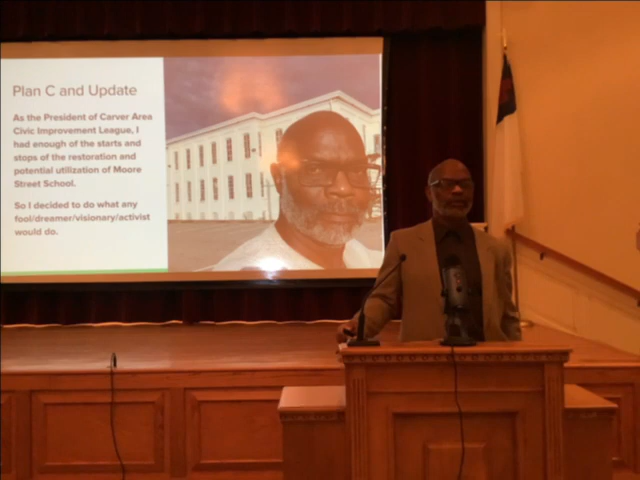 Plan C and Update
As the President of Carver Area
Civic Improvement League, I
had enough of the starts and
stops of the restoration and
potential utilization of Moore
Street School.
So I decided to do what any
fool/dreamer/visionary/activist
would do.